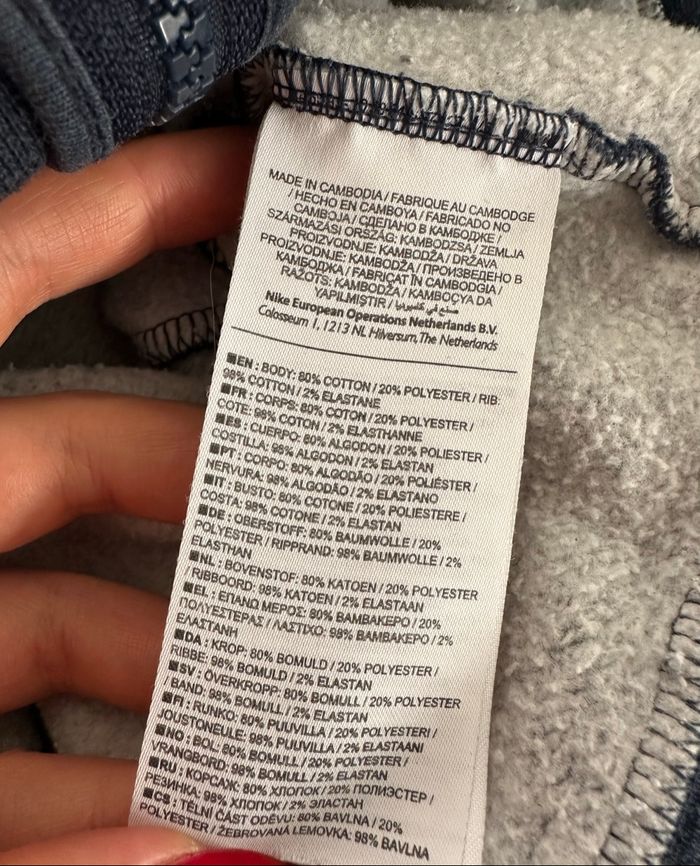 MADE IN CAMBODIA / FABRIQUE AU CAMBODGE
/ HECHO EN CAMBOYA / FABRICADO NO
CAMBOJA / СДЕЛАНО В КАМБОДЖЕ /
SZÁRMAZÁSI ORSZÁG: KAMBODZSA / ZEMLJA
PROIZVODNJE: KAMBODŽA / DRŽAVA
PROIZVODNJE: KAMBODŽA / ПРОИЗВЕДЕНО В
КАМБОДЖА / FABRICAT ÎN CAMBODGIA /
RAŽOTS: KAMBODŽA / KAMBOÇYA DA
YAPILMIŞTIR / صنع في كمبوديا
Nike European Operations Netherlands B.V.
Colosseum 1, 1213 NL Hilversum, The Netherlands
■EN : BODY: 80% COTTON / 20% POLYESTER / RIB:
98% COTTON / 2% ELASTANE
■FR : CORPS: 80% COTON / 20% POLYESTER /
COTE: 98% COTON / 2% ELASTHANNE
■ES : CUERPO: 80% ALGODON / 20% POLIESTER /
COSTILLA: 98% ALGODON / 2% ELASTAN
■PT : CORPO: 80% ALGODÃO / 20% POLIÉSTER /
NERVURA: 98% ALGODÃO / 2% ELASTANO
■IT : BUSTO: 80% COTONE / 20% POLIESTERE /
COSTA: 98% COTONE / 2% ELASTAN
■DE : OBERSTOFF: 80% BAUMWOLLE / 20%
POLYESTER / RIPPRAND: 98% BAUMWOLLE / 2%
ELASTHAN
■NL : BOVENSTOF: 80% KATOEN / 20% POLYESTER
RIBBOORD: 98% KATOEN / 2% ELASTAAN
■EL : ΕΠΑΝΩ ΜΕΡΟΣ: 80% ΒΑΜΒΑΚΕΡΟ / 20%
ΠΟΛΥΕΣΤΕΡΑΣ / ΛΑΣΤΙΧΟ: 98% ΒΑΜΒΑΚΕΡΟ / 2%
ΕΛΑΣΤΑΝΗ
■DA : KROP: 80% BOMULD / 20% POLYESTER /
RIBBE: 98% BOMULD / 2% ELASTAN
■SV : ÖVERKROPP: 80% BOMULL / 20% POLYESTER
/ BAND: 98% BOMULL / 2% ELASTAN
■FI : RUNKO: 80% PUUVILLA / 20% POLYESTERI /
JOUSTONEULE: 98% PUUVILLA / 2% ELASTAANI
■NO : BOL: 80% BOMULL / 20% POLYESTER /
VRANGBORD: 98% BOMULL / 2% ELASTAN
■RU : КОРСАЖ: 80% ХЛОПОК / 20% ПОЛИЭСТЕР /
РЕЗИНКА: 98% ХЛОПОК / 2% ЭЛАСТАН
■CS : TĚLNÍ ČÁST ODĚVU: 80% BAVLNA / 20%
POLYESTER / ŽEBROVANÁ LEMOVKA: 98% BAVLNA